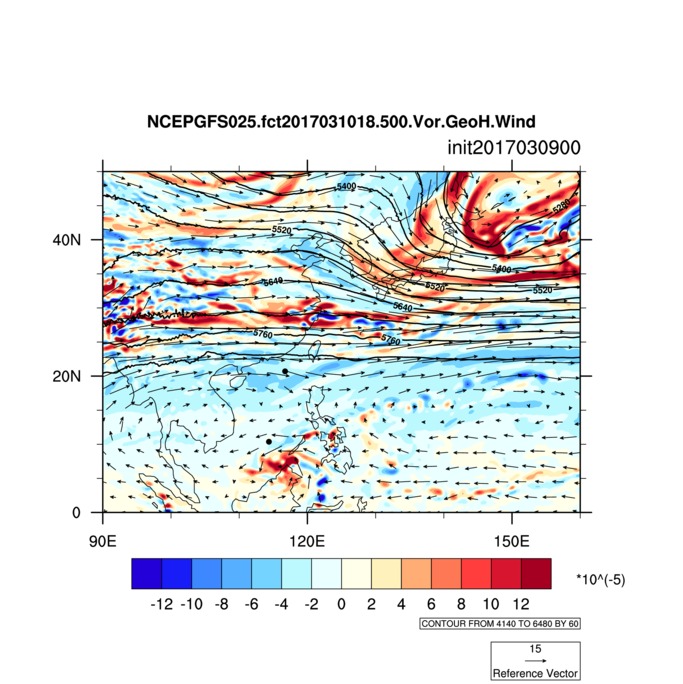 NCEPGFS025.fct2017031018.500.Vor.GeoH.Wind
init2017030900
5400
5280
5520
40N
5400
5640
5520
5520
5640
5760
5760
20N
0
90E 120E 150E
-12 -10 -8 -6 -4 -2 0 2 4 6 8 10 12
*10^(-5)
CONTOUR FROM 4140 TO 6480 BY 60
15
Reference Vector